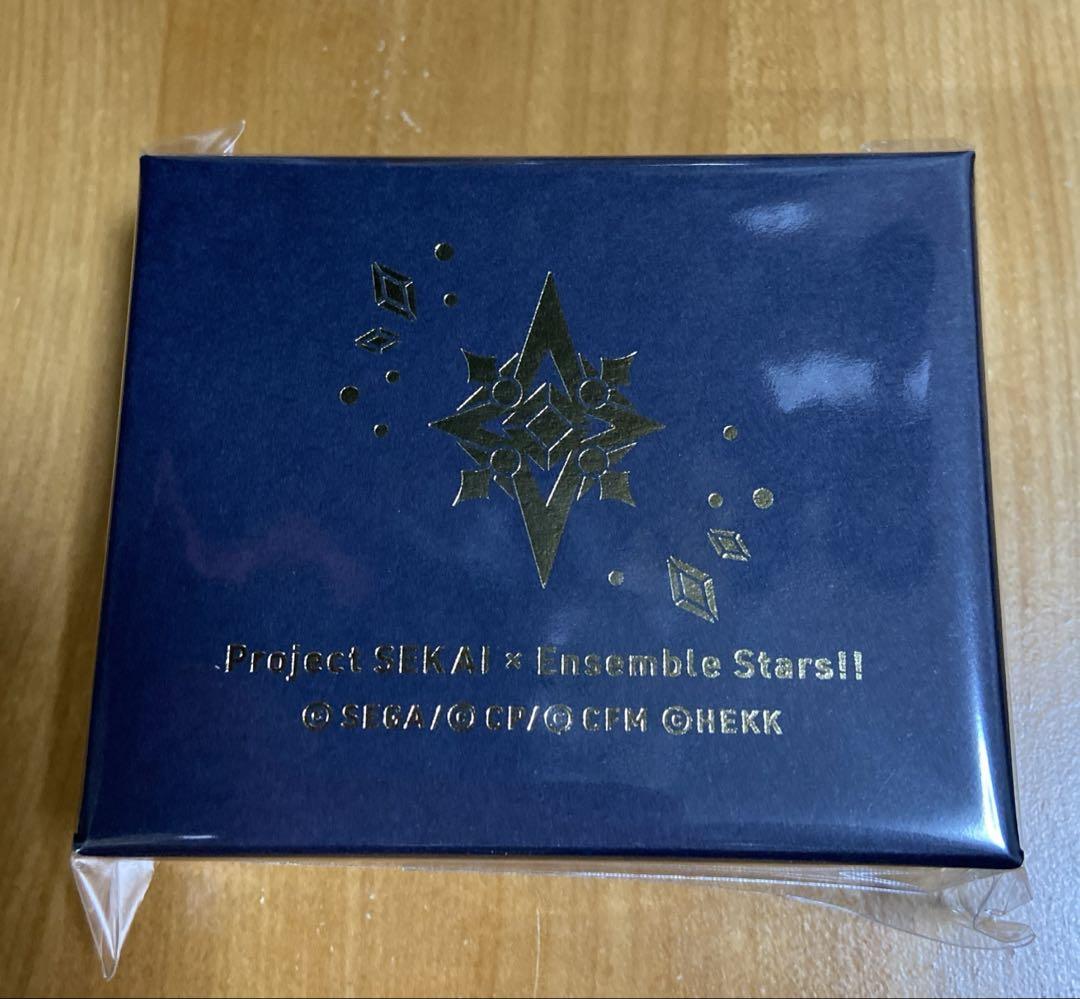 Project SEKAI × Ensemble Stars!!
© SEGA/© CP/© CFM ©HEKK